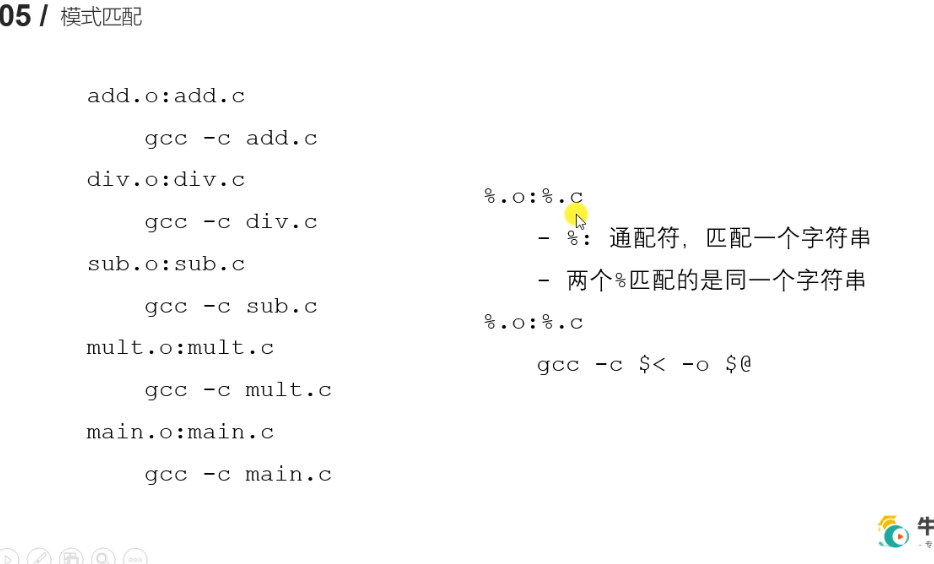 05 / 模式匹配
add.o:add.c
gcc -c add.c
div.o:div.c
gcc -c div.c
sub.o:sub.c
gcc -c sub.c
mult.o:mult.c
gcc -c mult.c
main.o:main.c
gcc -c main.c
%.o:%.c
- %: 通配符, 匹配一个字符串
- 两个%匹配的是同一个字符串
%.o:%.c
gcc -c $< -o $@
牛
- 专